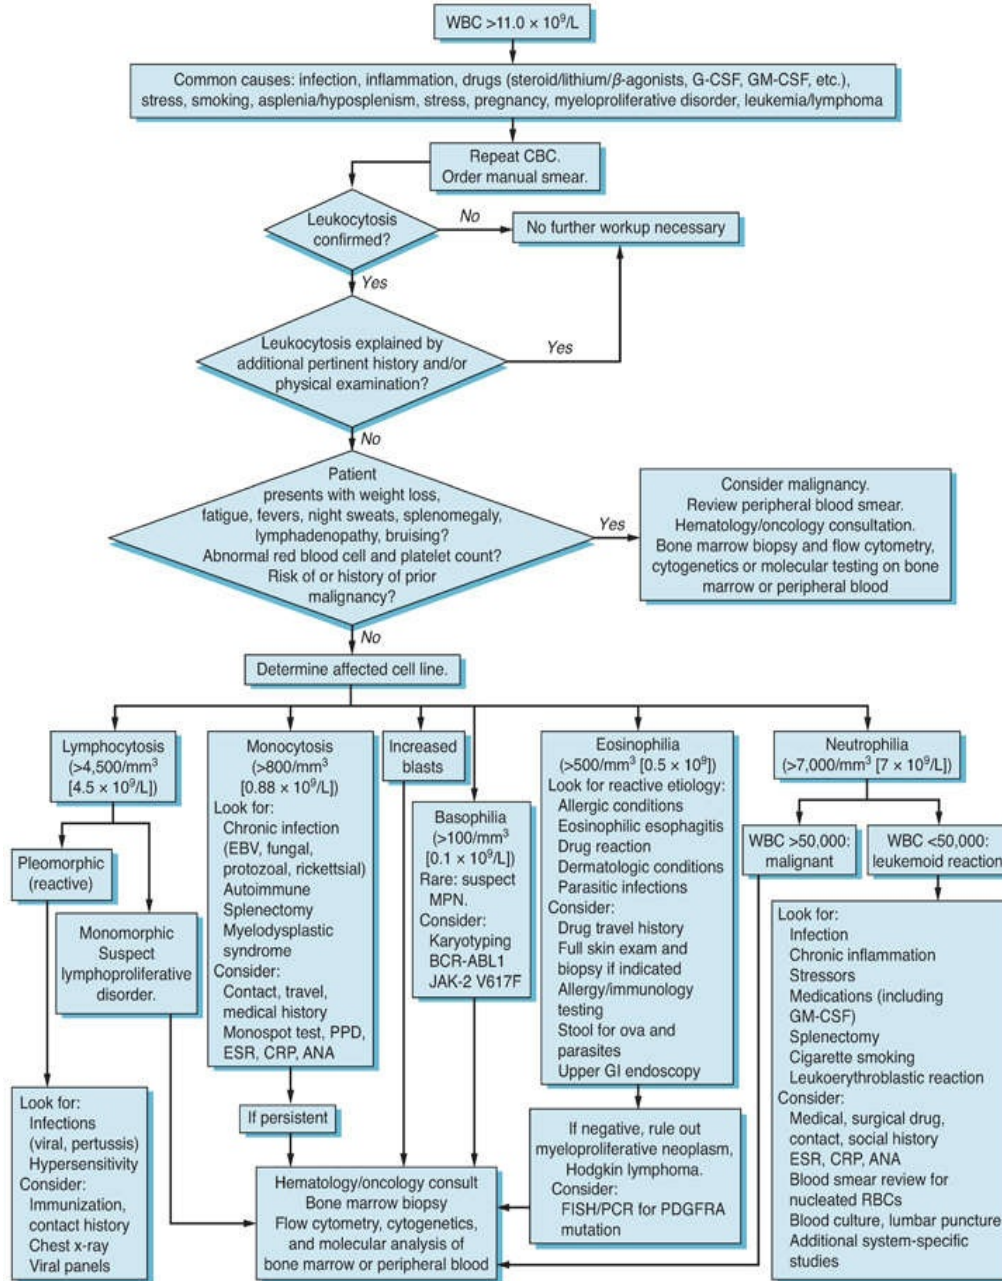 WBC >11.0 × 10⁹/L
Common causes: infection, inflammation, drugs (steroid/lithium/β-agonists, G-CSF, GM-CSF, etc.),
stress, smoking, asplenia/hyposplenism, stress, pregnancy, myeloproliferative disorder, leukemia/lymphoma
Repeat CBC.
Order manual smear.
Leukocytosis
confirmed?
No
No further workup necessary
Yes
Leukocytosis explained by
additional pertinent history and/or
physical examination?
Yes
No
Patient
presents with weight loss,
fatigue, fevers, night sweats, splenomegaly,
lymphadenopathy, bruising?
Abnormal red blood cell and platelet count?
Risk of or history of prior
malignancy?
Yes
Consider malignancy.
Review peripheral blood smear.
Hematology/oncology consultation.
Bone marrow biopsy and flow cytometry,
cytogenetics or molecular testing on bone
marrow or peripheral blood
No
Determine affected cell line.
Lymphocytosis
(>4,500/mm³
[4.5 × 10⁹/L])
Pleomorphic
(reactive)
Monomorphic
Suspect
lymphoproliferative
disorder.
Look for:
Infections
(viral, pertussis)
Hypersensitivity
Consider:
Immunization,
contact history
Chest x-ray
Viral panels
Monocytosis
(>800/mm³
[0.88 × 10⁹/L])
Look for:
Chronic infection
(EBV, fungal,
protozoal, rickettsial)
Autoimmune
Splenectomy
Myelodysplastic
syndrome
Consider:
Contact, travel,
medical history
Monospot test, PPD,
ESR, CRP, ANA
If persistent
Increased
blasts
Basophilia
(>100/mm³
[0.1 × 10⁹/L])
Rare: suspect
MPN.
Consider:
Karyotyping
BCR-ABL1
JAK-2 V617F
Hematology/oncology consult
Bone marrow biopsy
Flow cytometry, cytogenetics,
and molecular analysis of
bone marrow or peripheral blood
Eosinophilia
(>500/mm³ [0.5 × 10⁹])
Look for reactive etiology:
Allergic conditions
Eosinophilic esophagitis
Drug reaction
Dermatologic conditions
Parasitic infections
Consider:
Drug travel history
Full skin exam and
biopsy if indicated
Allergy/immunology
testing
Stool for ova and
parasites
Upper GI endoscopy
If negative, rule out
myeloproliferative neoplasm,
Hodgkin lymphoma.
Consider:
FISH/PCR for PDGFRA
mutation
Neutrophilia
(>7,000/mm³ [7 × 10⁹/L])
WBC >50,000:
malignant
WBC <50,000:
leukemoid reaction
Look for:
Infection
Chronic inflammation
Stressors
Medications (including
GM-CSF)
Splenectomy
Cigarette smoking
Leukoerythroblastic reaction
Consider:
Medical, surgical drug,
contact, social history
ESR, CRP, ANA
Blood smear review for
nucleated RBCs
Blood culture, lumbar puncture
Additional system-specific
studies